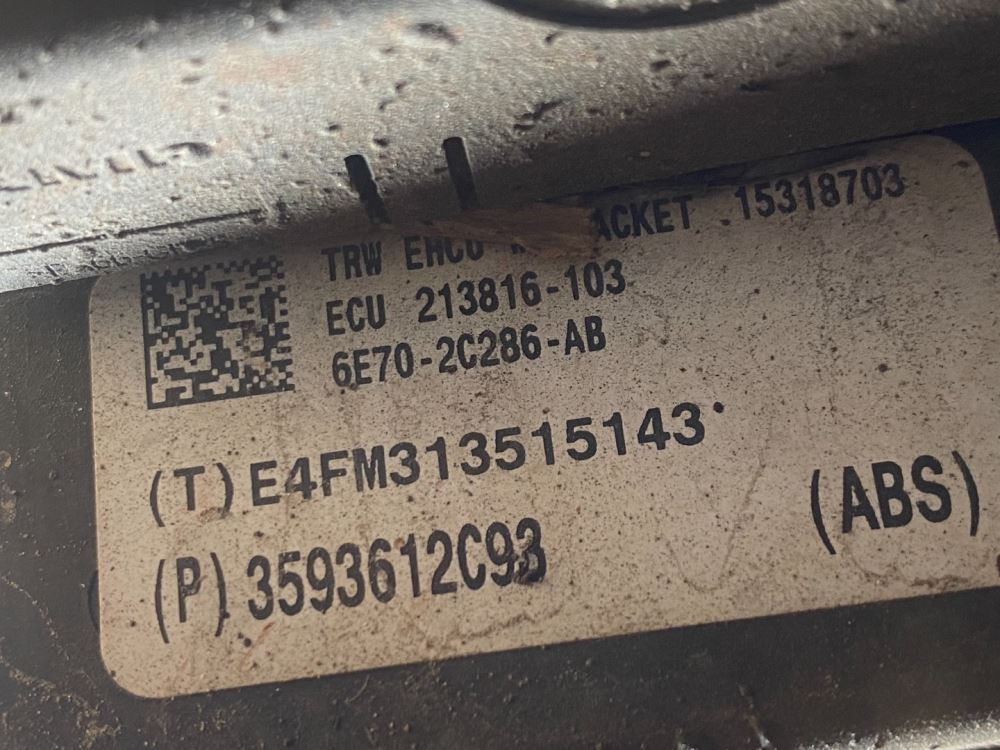 TRW EHCU ACKET 15318703
ECU 213816-103
6E70-2C286-AB
(T)E4FM313515143
(P)3593612C93
(ABS)